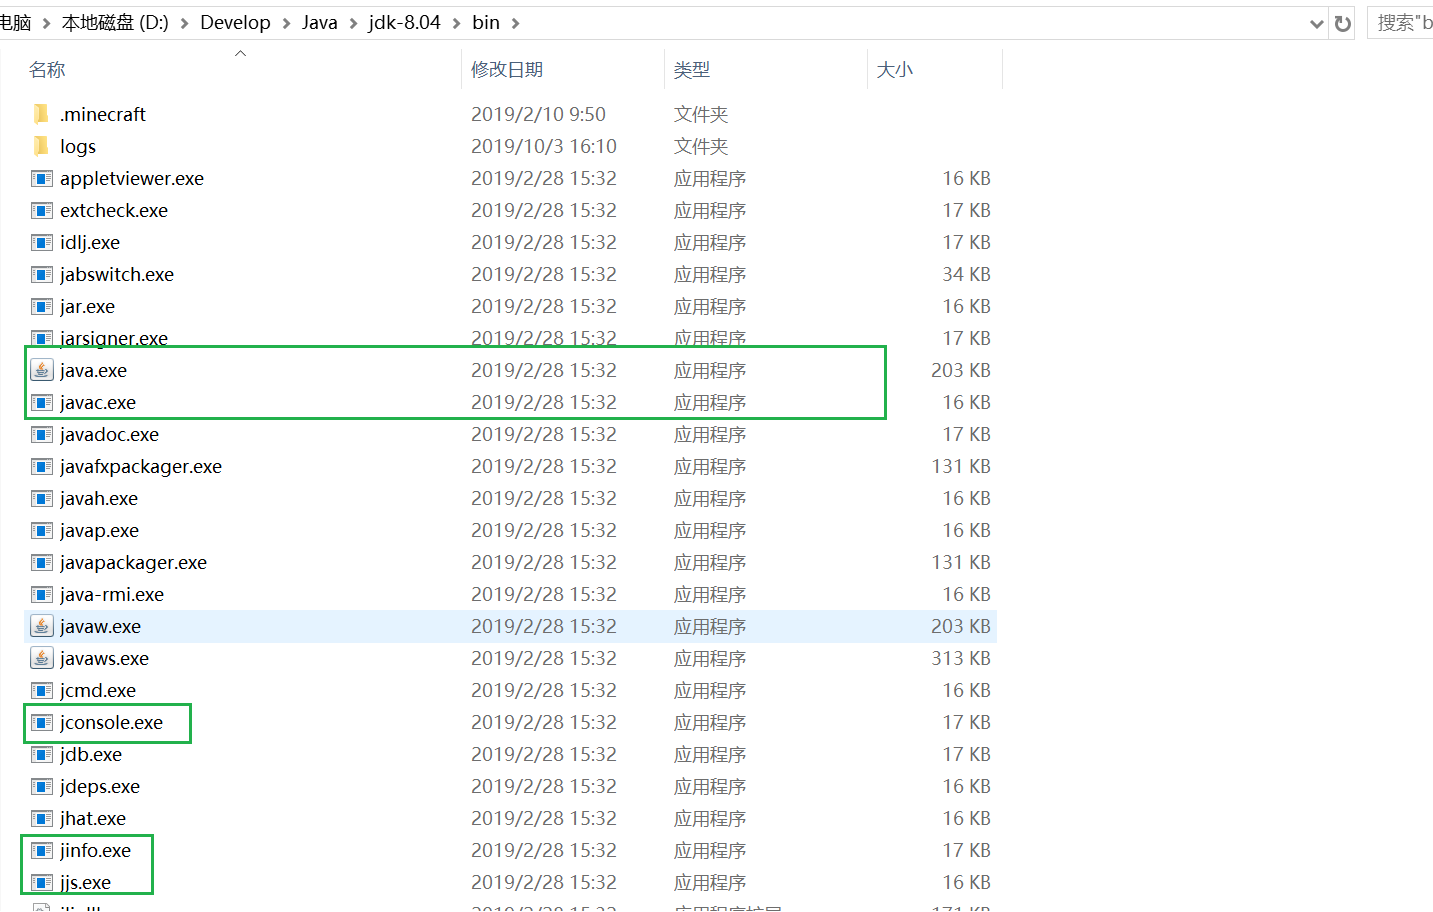 电脑 > 本地磁盘 (D:) > Develop > Java > jdk-8.04 > bin > 搜索"b
名称 修改日期 类型 大小
.minecraft 2019/2/10 9:50 文件夹
logs 2019/10/3 16:10 文件夹
appletviewer.exe 2019/2/28 15:32 应用程序 16 KB
extcheck.exe 2019/2/28 15:32 应用程序 17 KB
idlj.exe 2019/2/28 15:32 应用程序 17 KB
jabswitch.exe 2019/2/28 15:32 应用程序 34 KB
jar.exe 2019/2/28 15:32 应用程序 16 KB
jarsigner.exe 2019/2/28 15:32 应用程序 17 KB
java.exe 2019/2/28 15:32 应用程序 203 KB
javac.exe 2019/2/28 15:32 应用程序 16 KB
javadoc.exe 2019/2/28 15:32 应用程序 17 KB
javafxpackager.exe 2019/2/28 15:32 应用程序 131 KB
javah.exe 2019/2/28 15:32 应用程序 16 KB
javap.exe 2019/2/28 15:32 应用程序 16 KB
javapackager.exe 2019/2/28 15:32 应用程序 131 KB
java-rmi.exe 2019/2/28 15:32 应用程序 16 KB
javaw.exe 2019/2/28 15:32 应用程序 203 KB
javaws.exe 2019/2/28 15:32 应用程序 313 KB
jcmd.exe 2019/2/28 15:32 应用程序 16 KB
jconsole.exe 2019/2/28 15:32 应用程序 17 KB
jdb.exe 2019/2/28 15:32 应用程序 17 KB
jdeps.exe 2019/2/28 15:32 应用程序 16 KB
jhat.exe 2019/2/28 15:32 应用程序 16 KB
jinfo.exe 2019/2/28 15:32 应用程序 17 KB
jjs.exe 2019/2/28 15:32 应用程序 16 KB